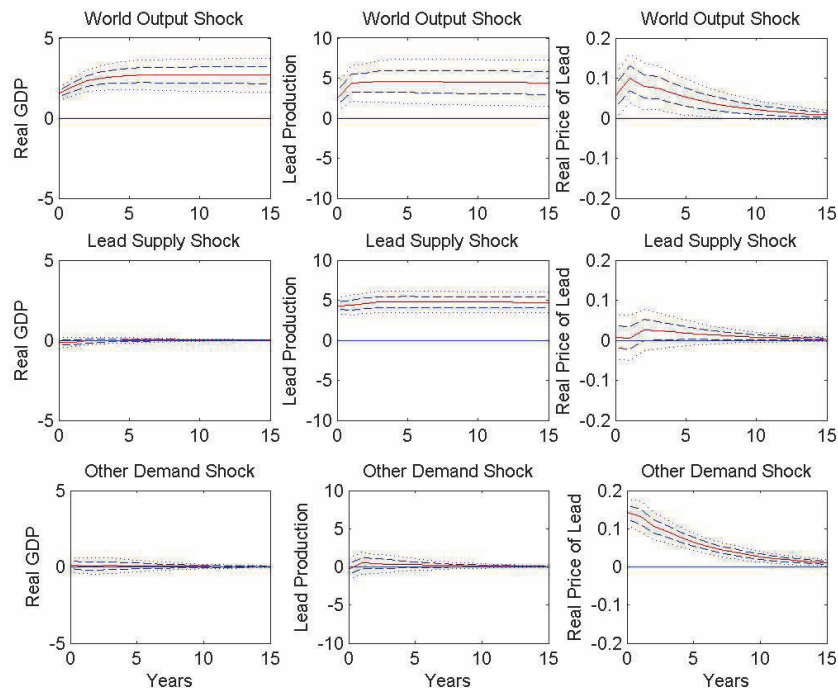 World Output Shock
World Output Shock
World Output Shock
Real GDP
5
0
-5
0 5 10 15
Lead Production
10
5
0
-5
-10
0 5 10 15
Real Price of Lead
0.2
0.1
0
-0.1
-0.2
0 5 10 15
Lead Supply Shock
Lead Supply Shock
Lead Supply Shock
Real GDP
5
0
-5
0 5 10 15
Lead Production
10
5
0
-5
-10
0 5 10 15
Real Price of Lead
0.2
0.1
0
-0.1
-0.2
0 5 10 15
Other Demand Shock
Other Demand Shock
Other Demand Shock
Real GDP
5
0
-5
0 5 10 15
Years
Lead Production
10
5
0
-5
-10
0 5 10 15
Years
Real Price of Lead
0.2
0.1
0
-0.1
-0.2
0 5 10 15
Years